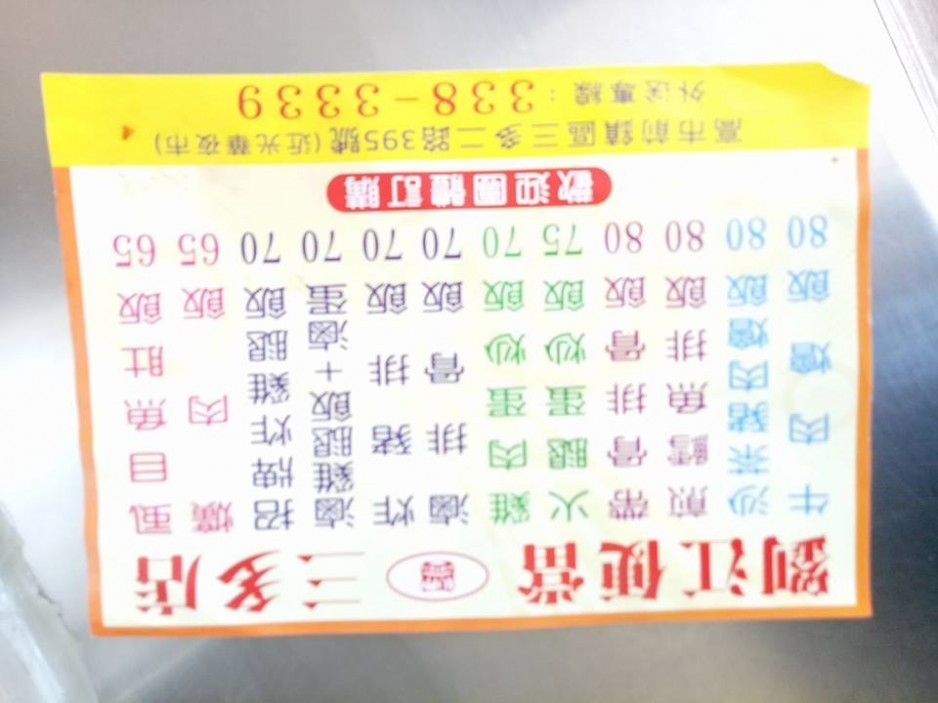 劉江便當 三多店
牛肉燴飯 80
沙茶豬肉燴飯 80
煎鱈魚排飯 80
帶骨排骨飯 80
火腿蛋炒飯 75
雞肉蛋炒飯 70
滷排骨飯 70
炸豬排飯 70
滷雞腿飯+滷蛋 70
招牌炸雞腿飯 70
爌肉飯 65
虱目魚肚飯 65
歡迎團體訂購
高市前鎮區三多二路395號(近光華夜市)
外送專線：338-3339